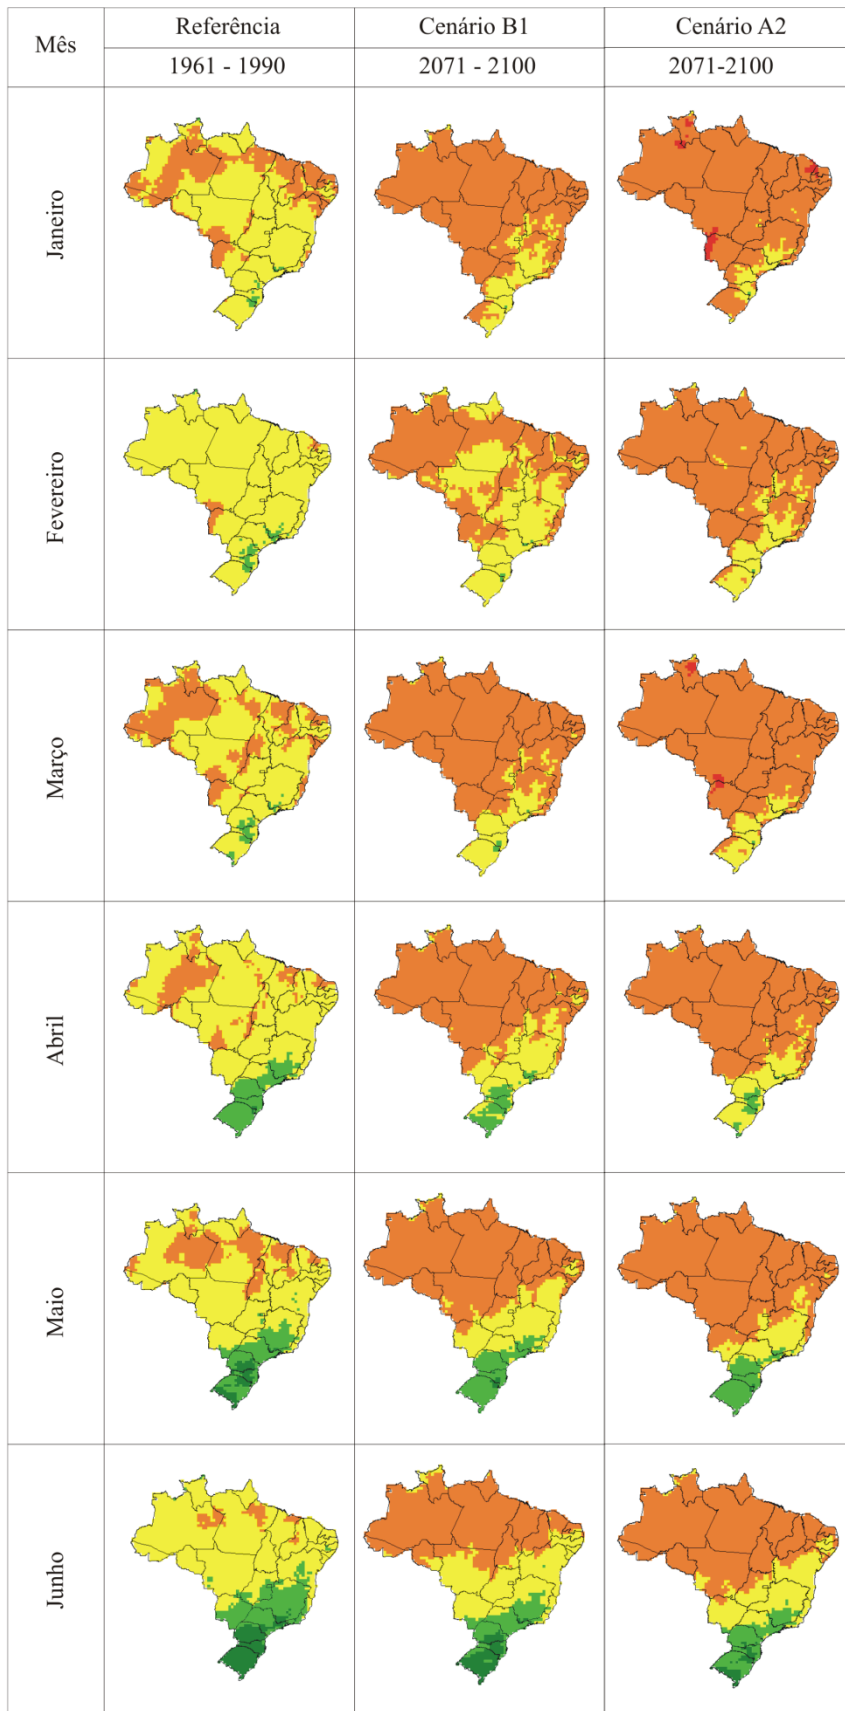 Mês
Referência
Cenário B1
Cenário A2
1961 - 1990
2071 - 2100
2071-2100
Janeiro
Fevereiro
Março
Abril
Maio
Junho